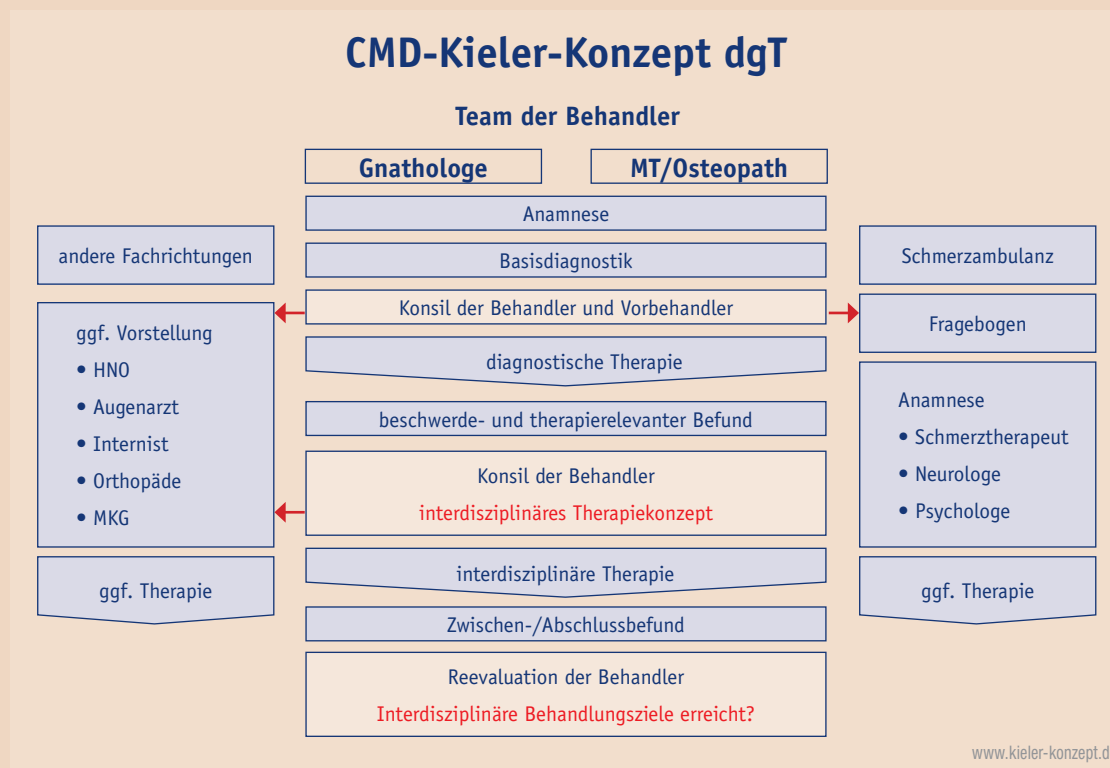 CMD-Kieler-Konzept dgT
Team der Behandler
Gnathologe
MT/Osteopath
Anamnese
Basisdiagnostik
Konsil der Behandler und Vorbehandler
diagnostische Therapie
beschwerde- und therapierelevanter Befund
Konsil der Behandler
interdisziplinäres Therapiekonzept
interdisziplinäre Therapie
Zwischen-/Abschlussbefund
Reevaluation der Behandler
Interdisziplinäre Behandlungsziele erreicht?
andere Fachrichtungen
ggf. Vorstellung
• HNO
• Augenarzt
• Internist
• Orthopäde
• MKG
ggf. Therapie
Schmerzambulanz
Fragebogen
Anamnese
• Schmerztherapeut
• Neurologe
• Psychologe
ggf. Therapie
www.kieler-konzept.d